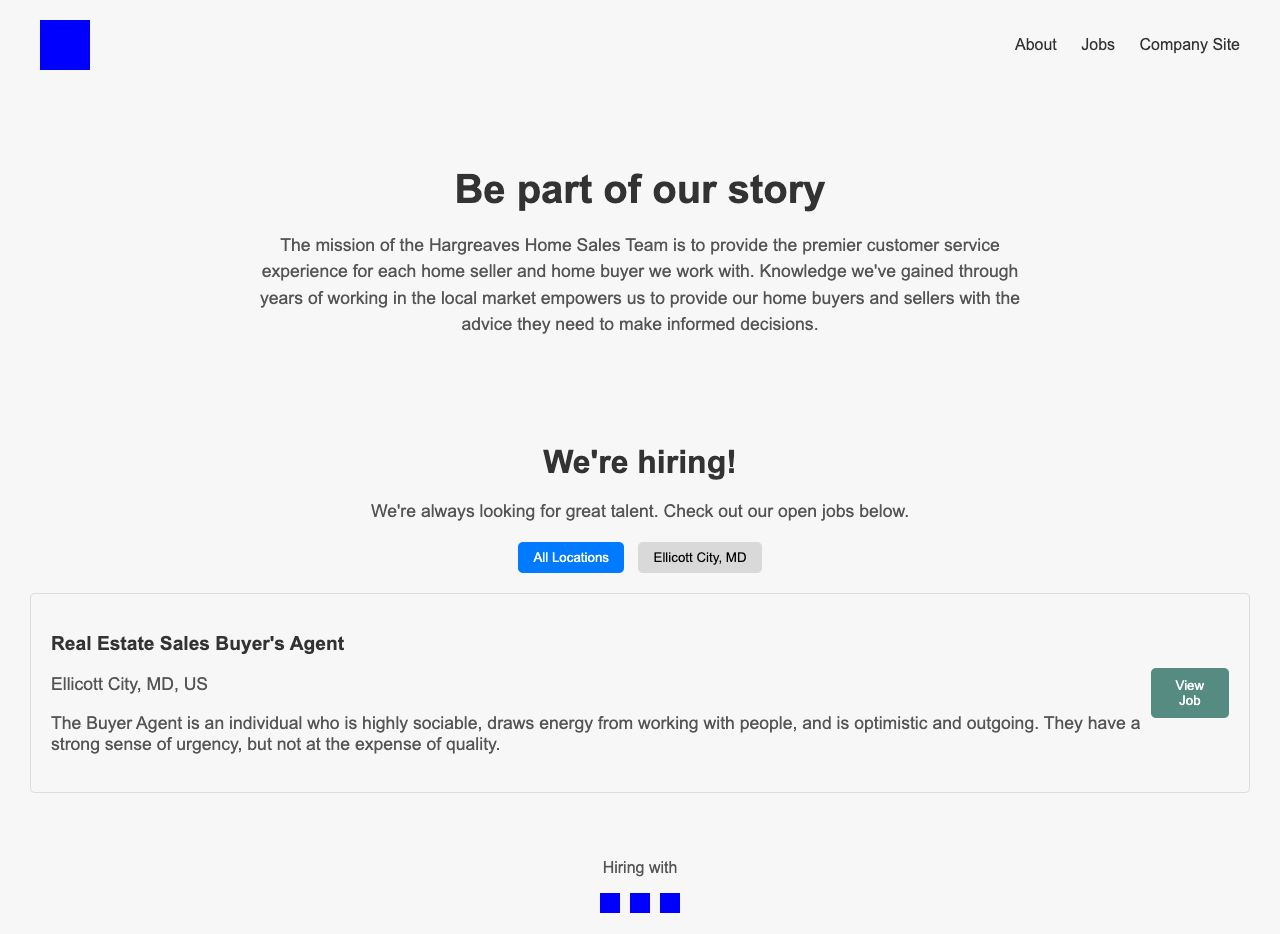 About Jobs Company Site
Be part of our story
The mission of the Hargreaves Home Sales Team is to provide the premier customer service
experience for each home seller and home buyer we work with. Knowledge we've gained through
years of working in the local market empowers us to provide our home buyers and sellers with the
advice they need to make informed decisions.
We're hiring!
We're always looking for great talent. Check out our open jobs below.
All Locations Ellicott City, MD
Real Estate Sales Buyer's Agent
Ellicott City, MD, US
The Buyer Agent is an individual who is highly sociable, draws energy from working with people, and is optimistic and outgoing. They have a
strong sense of urgency, but not at the expense of quality.
View
Job
Hiring with